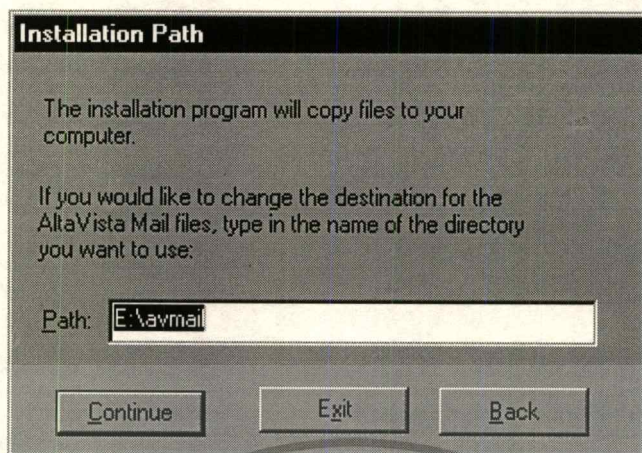 Installation Path
The installation program will copy files to your
computer.
If you would like to change the destination for the
AltaVista Mail files, type in the name of the directory
you want to use:
Path: E:\avmail
Continue Exit Back